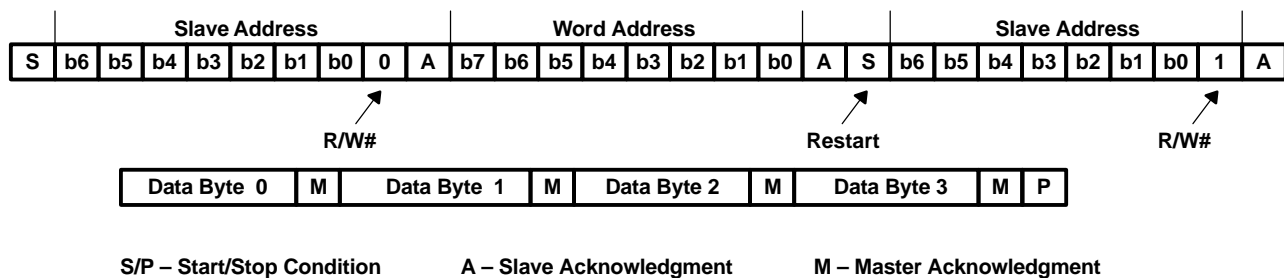 Slave Address Word Address Slave Address
S b6 b5 b4 b3 b2 b1 b0 0 A b7 b6 b5 b4 b3 b2 b1 b0 A S b6 b5 b4 b3 b2 b1 b0 1 A
R/W# Restart R/W#
Data Byte 0 M Data Byte 1 M Data Byte 2 M Data Byte 3 M P
S/P – Start/Stop Condition A – Slave Acknowledgment M – Master Acknowledgment